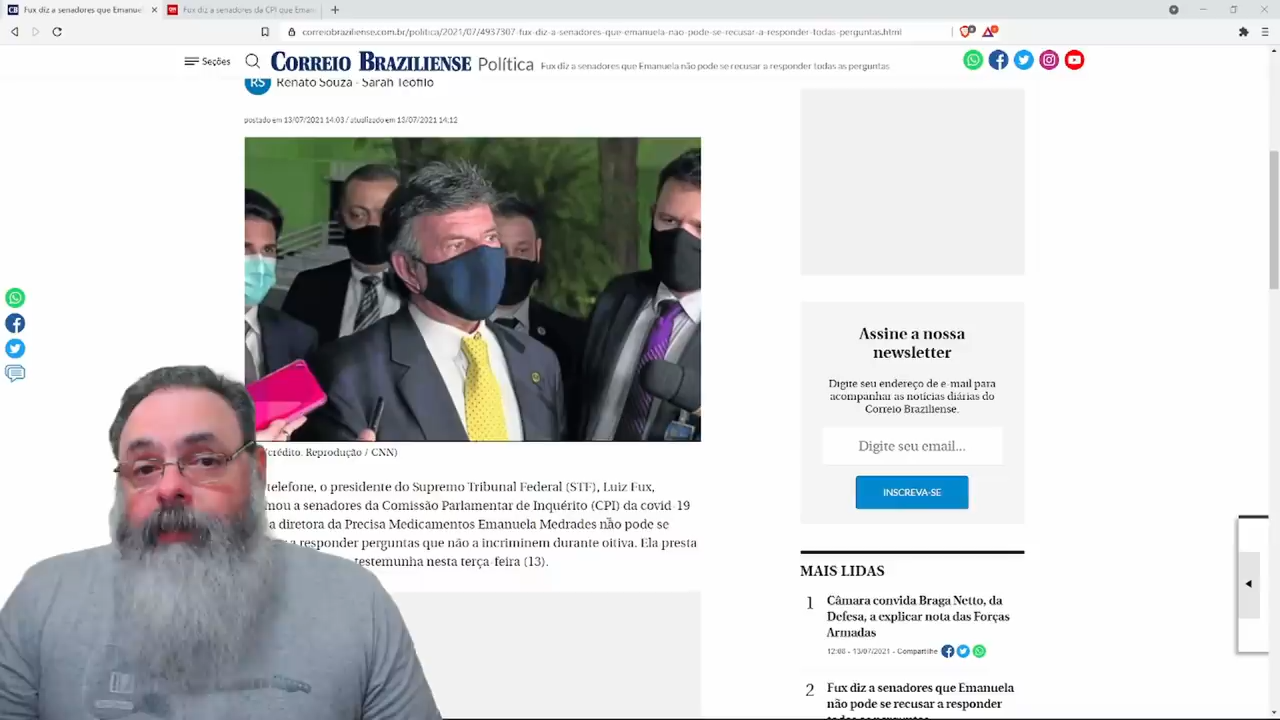 Fux diz a senadores que Emanuel
Fux diz a senadores da CPI que Eman
correiobraziliense.com.br/politica/2021/07/4937307-fux-diz-a-senadores-que-emanuela-nao-pode-se-recusar-a-responder-todas-perguntas.html
Seções
CORREIO BRAZILIENSE
Política
Fux diz a senadores que Emanuela não pode se recusar a responder todas as perguntas
RS
Renato Souza - Sarah Teófilo
postado em 13/07/2021 14:03 / atualizado em 13/07/2021 14:12
crédito: Reprodução / CNN)
telefone, o presidente do Supremo Tribunal Federal (STF), Luiz Fux,
mou a senadores da Comissão Parlamentar de Inquérito (CPI) da covid-19
a diretora da Precisa Medicamentos Emanuela Medrades não pode se
a responder perguntas que não a incriminem durante oitiva. Ela presta
testemunha nesta terça-feira (13).
Assine a nossa
newsletter
Digite seu endereço de e-mail para
acompanhar as notícias diárias do
Correio Braziliense.
Digite seu email...
INSCREVA-SE
MAIS LIDAS
1
Câmara convida Braga Netto, da
Defesa, a explicar nota das Forças
Armadas
12:08 - 13/07/2021 - Compartilhe
2
Fux diz a senadores que Emanuela
não pode se recusar a responder